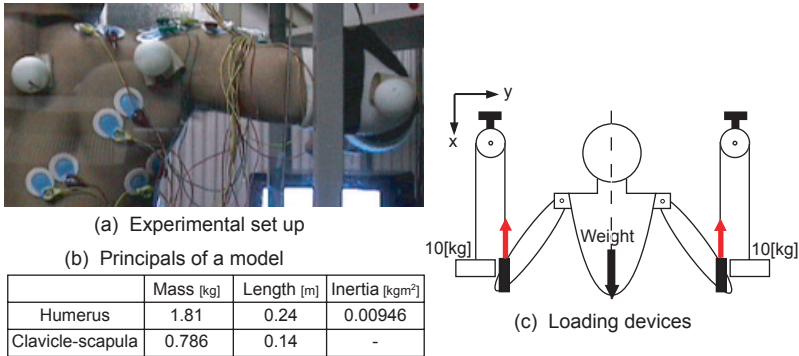 (a) Experimental set up
(b) Principals of a model
Mass [kg] Length [m] Inertia [kgm²]
Humerus 1.81 0.24 0.00946
Clavicle-scapula 0.786 0.14 -
y
x
Weight
10[kg] 10[kg]
(c) Loading devices